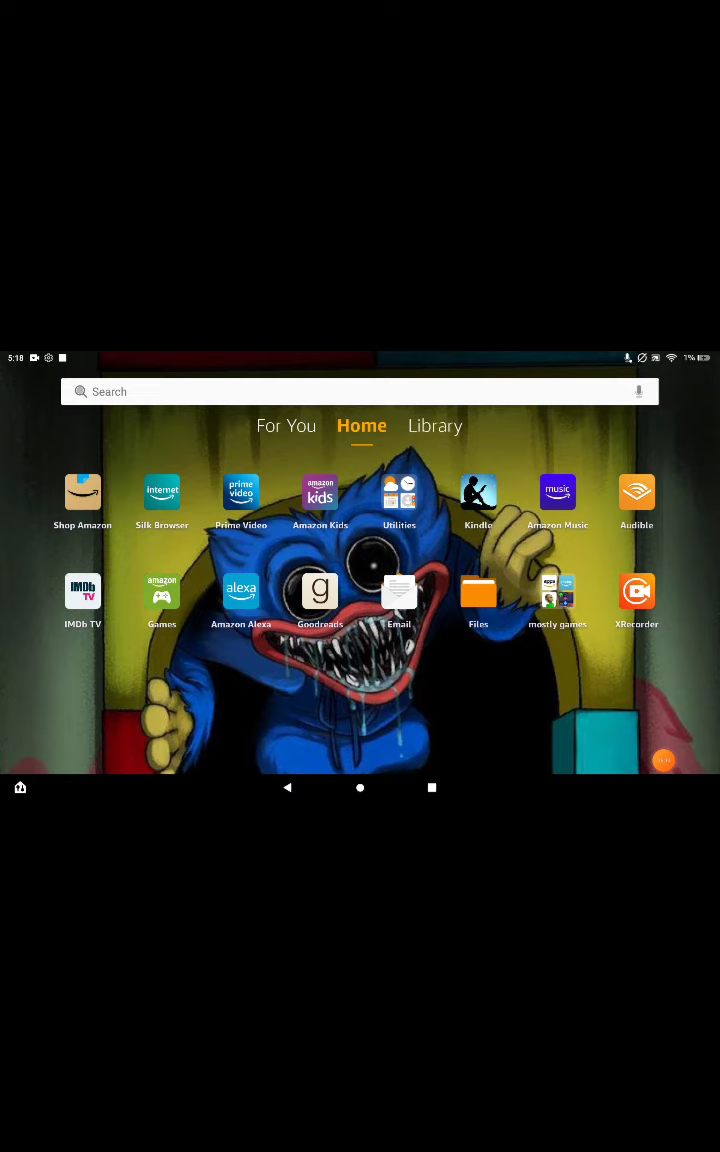 5:18 1%
Search
For You Home Library
amazon kids
internet
prime video
music
Shop Amazon Silk Browser Prime Video Amazon Kids Utilities Kindle Amazon Music Audible
IMDb TV
amazon
alexa
g
apps
IMDb TV Games Amazon Alexa Goodreads Email Files mostly games XRecorder